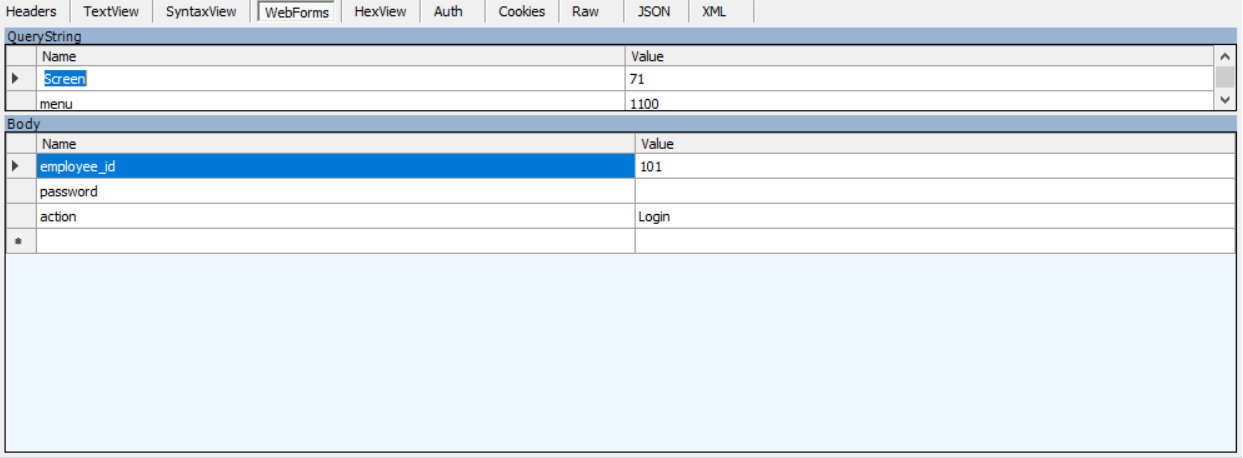 Headers TextView SyntaxView WebForms HexView Auth Cookies Raw JSON XML
QueryString
Name Value
Screen 71
menu 1100
Body
Name Value
employee_id 101
password
action Login
*